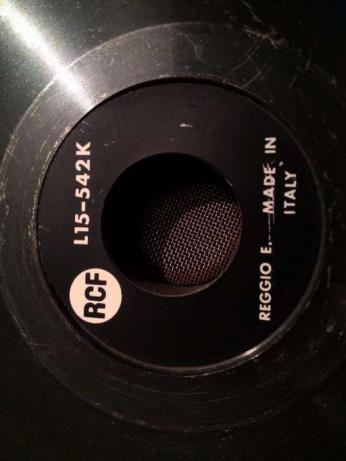 RCF
L15-542K
REGGIO E. MADE IN
ITALY